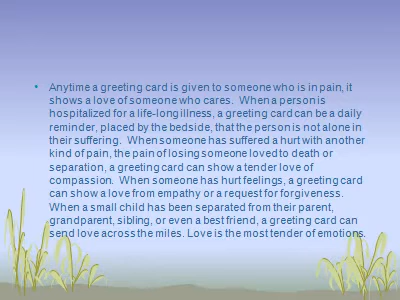 • Anytime a greeting card is given to someone who is in pain, it
shows a love of someone who cares. When a person is
hospitalized for a life-long illness, a greeting card can be a daily
reminder, placed by the bedside, that the person is not alone in
their suffering. When someone has suffered a hurt with another
kind of pain, the pain of losing someone loved to death or
separation, a greeting card can show a tender love of
compassion. When someone has hurt feelings, a greeting card
can show a love from empathy or a request for forgiveness.
When a small child has been separated from their parent,
grandparent, sibling, or even a best friend, a greeting card can
send love across the miles. Love is the most tender of emotions.